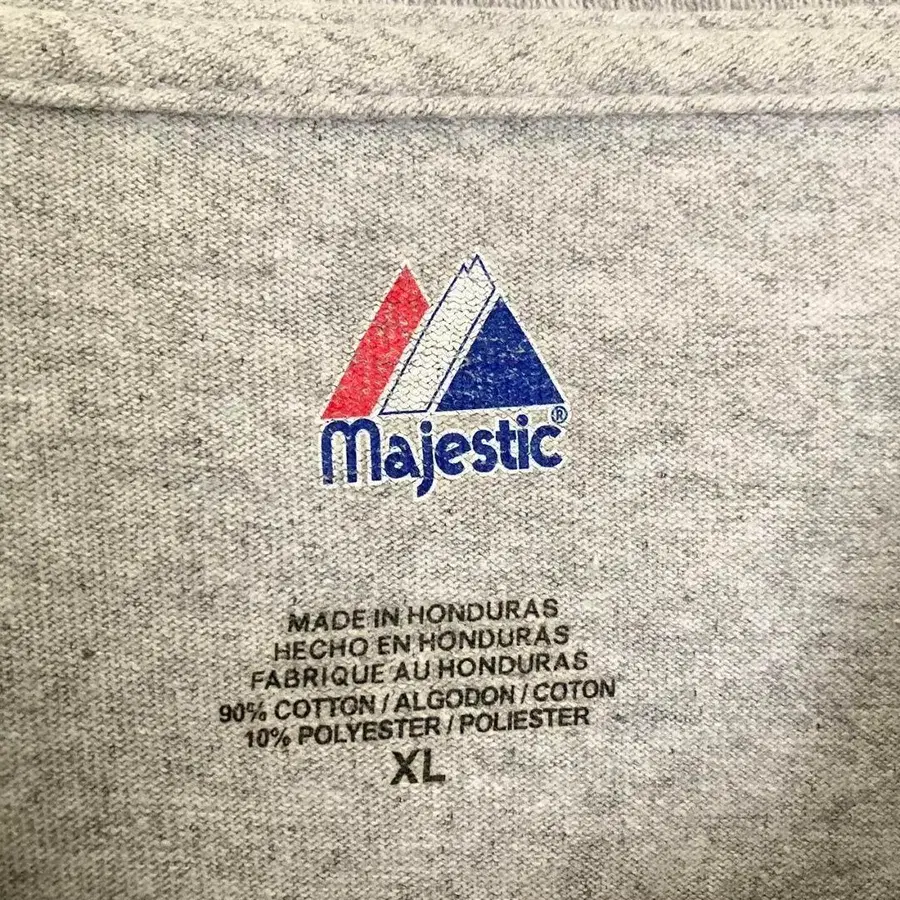 Majestic®
MADE IN HONDURAS
HECHO EN HONDURAS
FABRIQUE AU HONDURAS
90% COTTON / ALGODON / COTON
10% POLYESTER / POLIESTER
XL